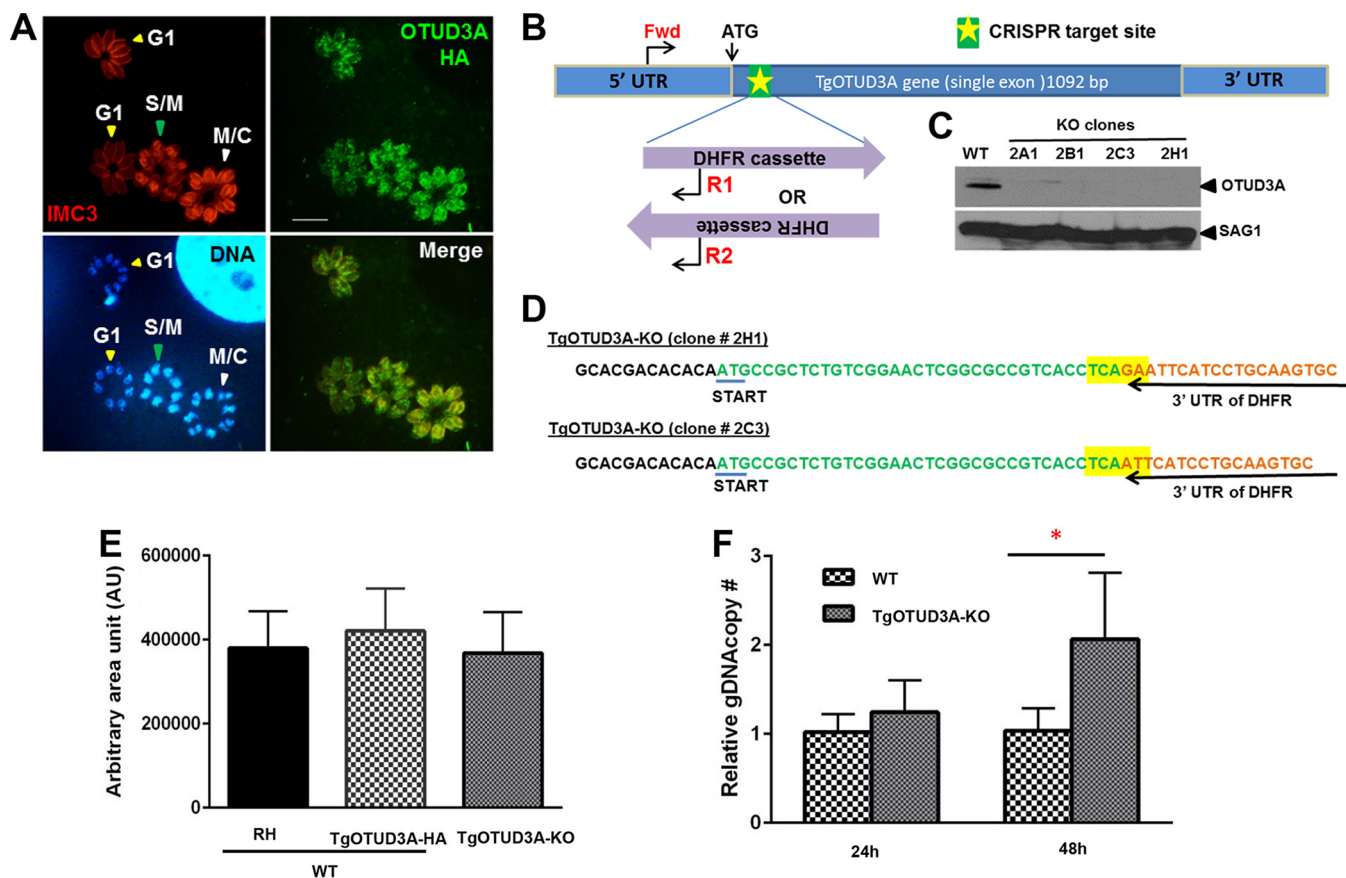 A
G1
G1
S/M
M/C
IMC3
OTUD3A
HA
DNA
G1
G1
S/M
M/C
Merge
B
Fwd
ATG
CRISPR target site
5' UTR
TgOTUD3A gene (single exon )1092 bp
3' UTR
DHFR cassette
R1
OR
DHFR cassette
R2
C
KO clones
WT 2A1 2B1 2C3 2H1
OTUD3A
SAG1
D
TgOTUD3A-KO (clone # 2H1)
GCACGACACACAATGCCGCTCTGTCGGAACTCGGCGCCGTCACCTCAGAATTCATCCTGCAAGTGC
START
3' UTR of DHFR
TgOTUD3A-KO (clone # 2C3)
GCACGACACACAATGCCGCTCTGTCGGAACTCGGCGCCGTCACCTCAATTCATCCTGCAAGTGC
START
3' UTR of DHFR
E
Arbitrary area unit (AU)
600000
400000
200000
0
RH
TgOTUD3A-HA
TgOTUD3A-KO
WT
F
Relative gDNAcopy #
3
2
1
0
WT
TgOTUD3A-KO
*
24h
48h